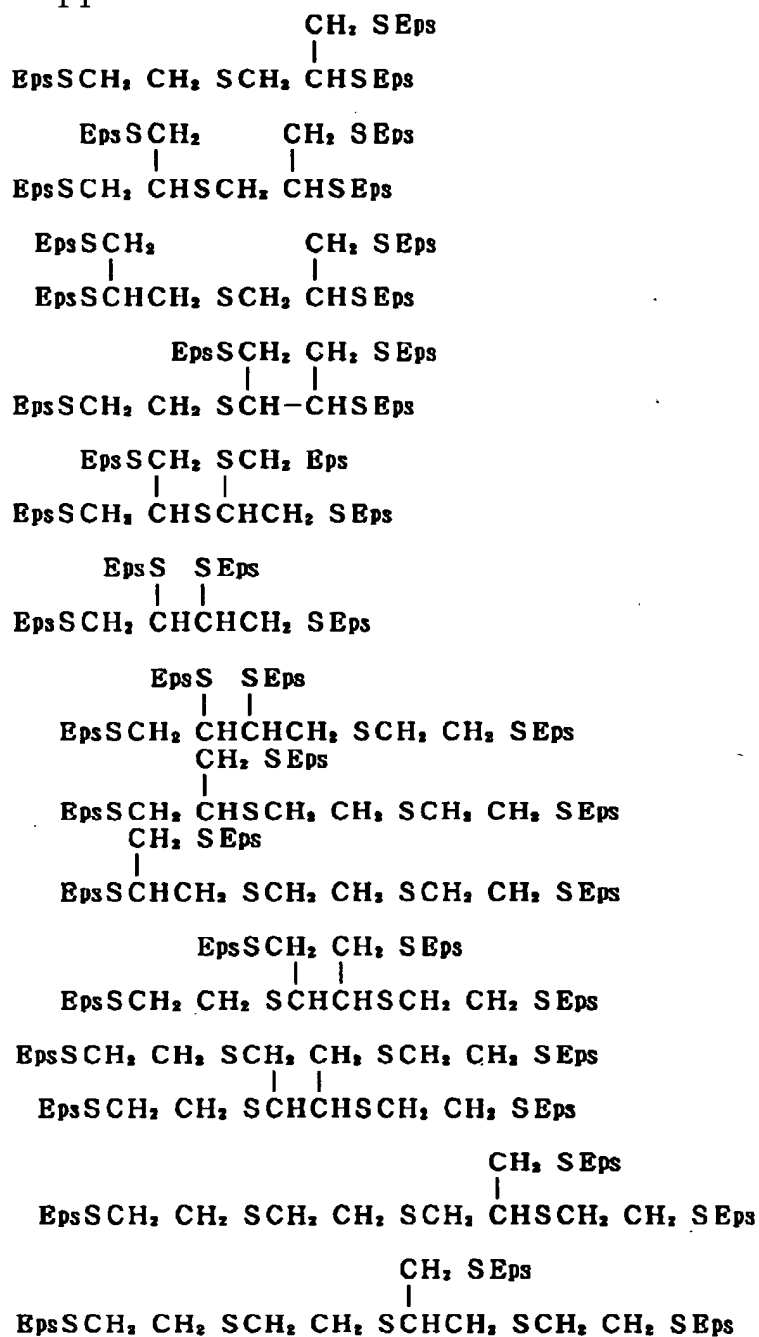 CH₂ SEps
|
EpsSCH₂ CH₂ SCH₂ CHSEps
EpsSCH₂ CH₂ SEps
| |
EpsSCH₂ CHSCH₂ CHSEps
EpsSCH₂ CH₂ SEps
| |
EpsSCHCH₂ SCH₂ CHSEps
EpsSCH₂ CH₂ SEps
| |
EpsSCH₂ CH₂ SCH-CHSEps
EpsSCH₂ SCH₂ Eps
| |
EpsSCH₂ CHSCHCH₂ SEps
EpsS SEps
| |
EpsSCH₂ CHCHCH₂ SEps
EpsS SEps
| |
EpsSCH₂ CHCHCH₂ SCH₂ CH₂ SEps
CH₂ SEps
|
EpsSCH₂ CHSCH₂ CH₂ SCH₂ CH₂ SEps
CH₂ SEps
|
EpsSCHCH₂ SCH₂ CH₂ SCH₂ CH₂ SEps
EpsSCH₂ CH₂ SEps
| |
EpsSCH₂ CH₂ SCHCHSCH₂ CH₂ SEps
EpsSCH₂ CH₂ SCH₂ CH₂ SCH₂ CH₂ SEps
| |
EpsSCH₂ CH₂ SCHCHSCH₂ CH₂ SEps
CH₂ SEps
|
EpsSCH₂ CH₂ SCH₂ CH₂ SCH₂ CHSCH₂ CH₂ SEps
CH₂ SEps
|
EpsSCH₂ CH₂ SCH₂ CH₂ SCHCH₂ SCH₂ CH₂ SEps